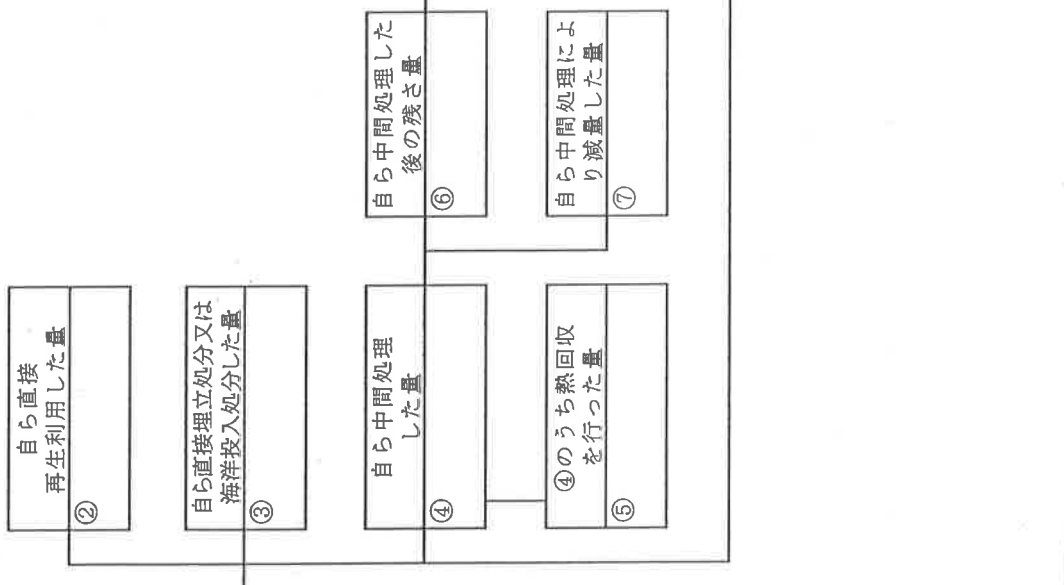 自ら直接
再生利用した量
②
自ら直接埋立処分又は
海洋投入処分した量
③
自ら中間処理
した量
④
④のうち熱回収
を行った量
⑤
自ら中間処理した
後の残さ量
⑥
自ら中間処理によ
り減量した量
⑦